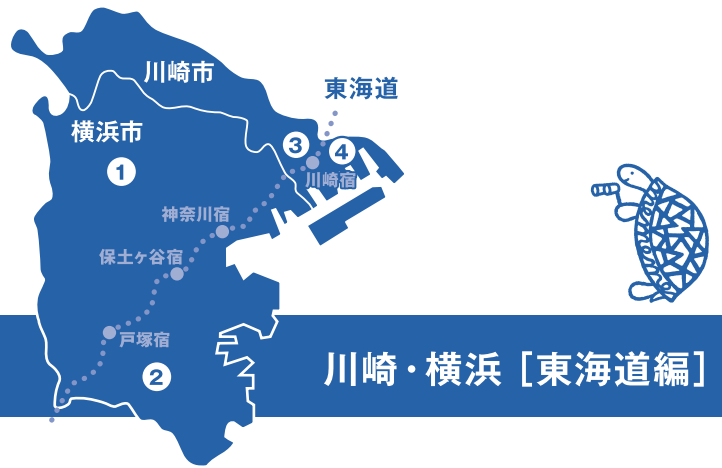 川崎市
東海道
横浜市
③
④
①
川崎宿
神奈川宿
保土ヶ谷宿
戸塚宿
②
川崎・横浜［東海道編］